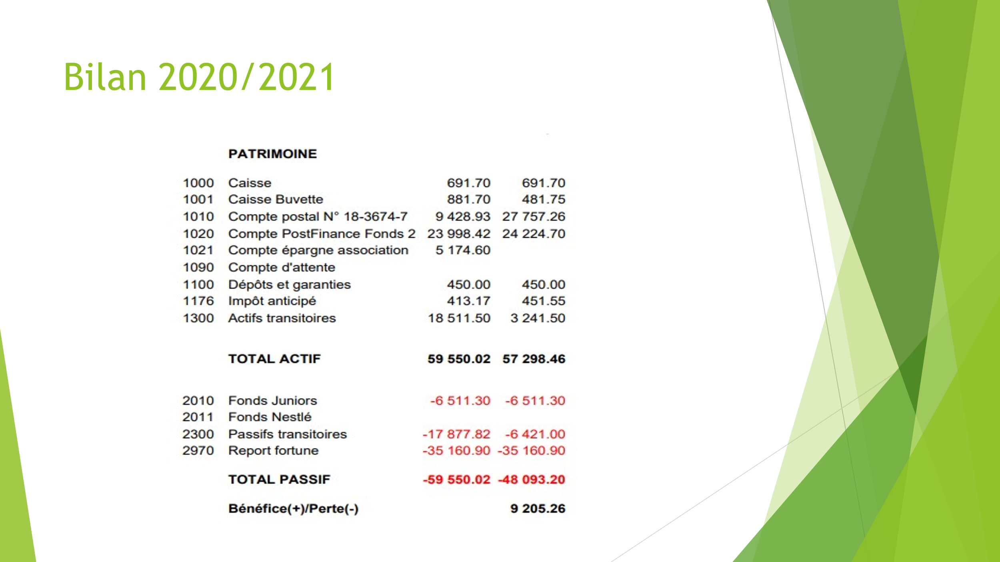 Bilan 2020/2021
PATRIMOINE
1000 Caisse 691.70 691.70
1001 Caisse Buvette 881.70 481.75
1010 Compte postal N° 18-3674-7 9 428.93 27 757.26
1020 Compte PostFinance Fonds 2 23 998.42 24 224.70
1021 Compte épargne association 5 174.60
1090 Compte d'attente
1100 Dépôts et garanties 450.00 450.00
1176 Impôt anticipé 413.17 451.55
1300 Actifs transitoires 18 511.50 3 241.50
TOTAL ACTIF 59 550.02 57 298.46
2010 Fonds Juniors -6 511.30 -6 511.30
2011 Fonds Nestlé
2300 Passifs transitoires -17 877.82 -6 421.00
2970 Report fortune -35 160.90 -35 160.90
TOTAL PASSIF -59 550.02 -48 093.20
Bénéfice(+)/Perte(-) 9 205.26